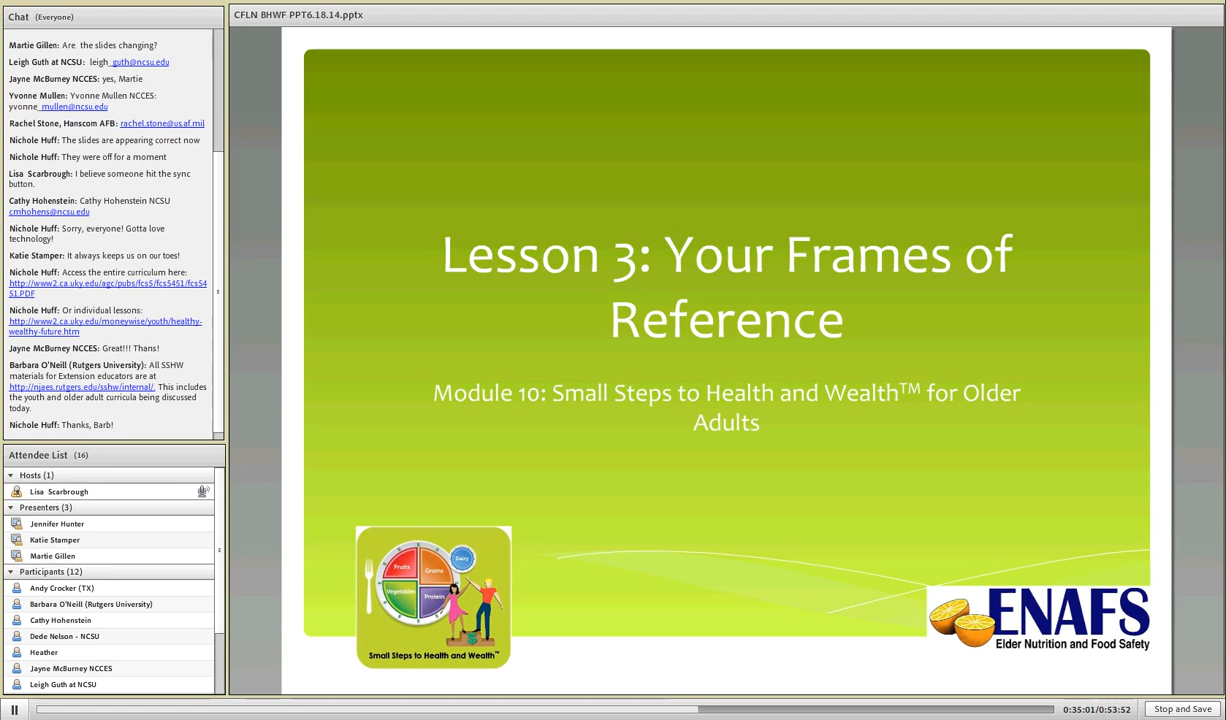 Chat (Everyone)
Martie Gillen: Are the slides changing?
Leigh Guth at NCSU: leigh_guth@ncsu.edu
Jayne McBurney NCCES: yes, Martie
Yvonne Mullen: Yvonne Mullen NCCES:
yvonne_mullen@ncsu.edu
Rachel Stone, Hanscom AFB: rachel.stone@us.af.mil
Nichole Huff: The slides are appearing correct now
Nichole Huff: They were off for a moment
Lisa Scarbrough: I believe someone hit the sync
button.
Cathy Hohenstein: Cathy Hohenstein NCSU
cmhohens@ncsu.edu
Nichole Huff: Sorry, everyone! Gotta love
technology!
Katie Stamper: It always keeps us on our toes!
Nichole Huff: Access the entire curriculum here:
http://www2.ca.uky.edu/agc/pubs/fcs5/fcs5451/fcs54
51.PDF
Nichole Huff: Or individual lessons:
http://www2.ca.uky.edu/moneywise/youth/healthy-
wealthy-future.htm
Jayne McBurney NCCES: Great!!! Thans!
Barbara O'Neill (Rutgers University): All SSHW
materials for Extension educators are at
http://njaes.rutgers.edu/sshw/internal/. This includes
the youth and older adult curricula being discussed
today.
Nichole Huff: Thanks, Barb!
Attendee List (16)
Hosts (1)
Lisa Scarbrough
Presenters (3)
Jennifer Hunter
Katie Stamper
Martie Gillen
Participants (12)
Andy Crocker (TX)
Barbara O'Neill (Rutgers University)
Cathy Hohenstein
Dede Nelson - NCSU
Heather
Jayne McBurney NCCES
Leigh Guth at NCSU
CFLN BHWF PPT6.18.14.pptx
Lesson 3: Your Frames of
Reference
Module 10: Small Steps to Health and Wealth™ for Older
Adults
Dairy
Fruits
Grains
Vegetables
Protein
Small Steps to Health and Wealth™
ENAFS
Elder Nutrition and Food Safety
0:35:01/0:53:52
Stop and Save